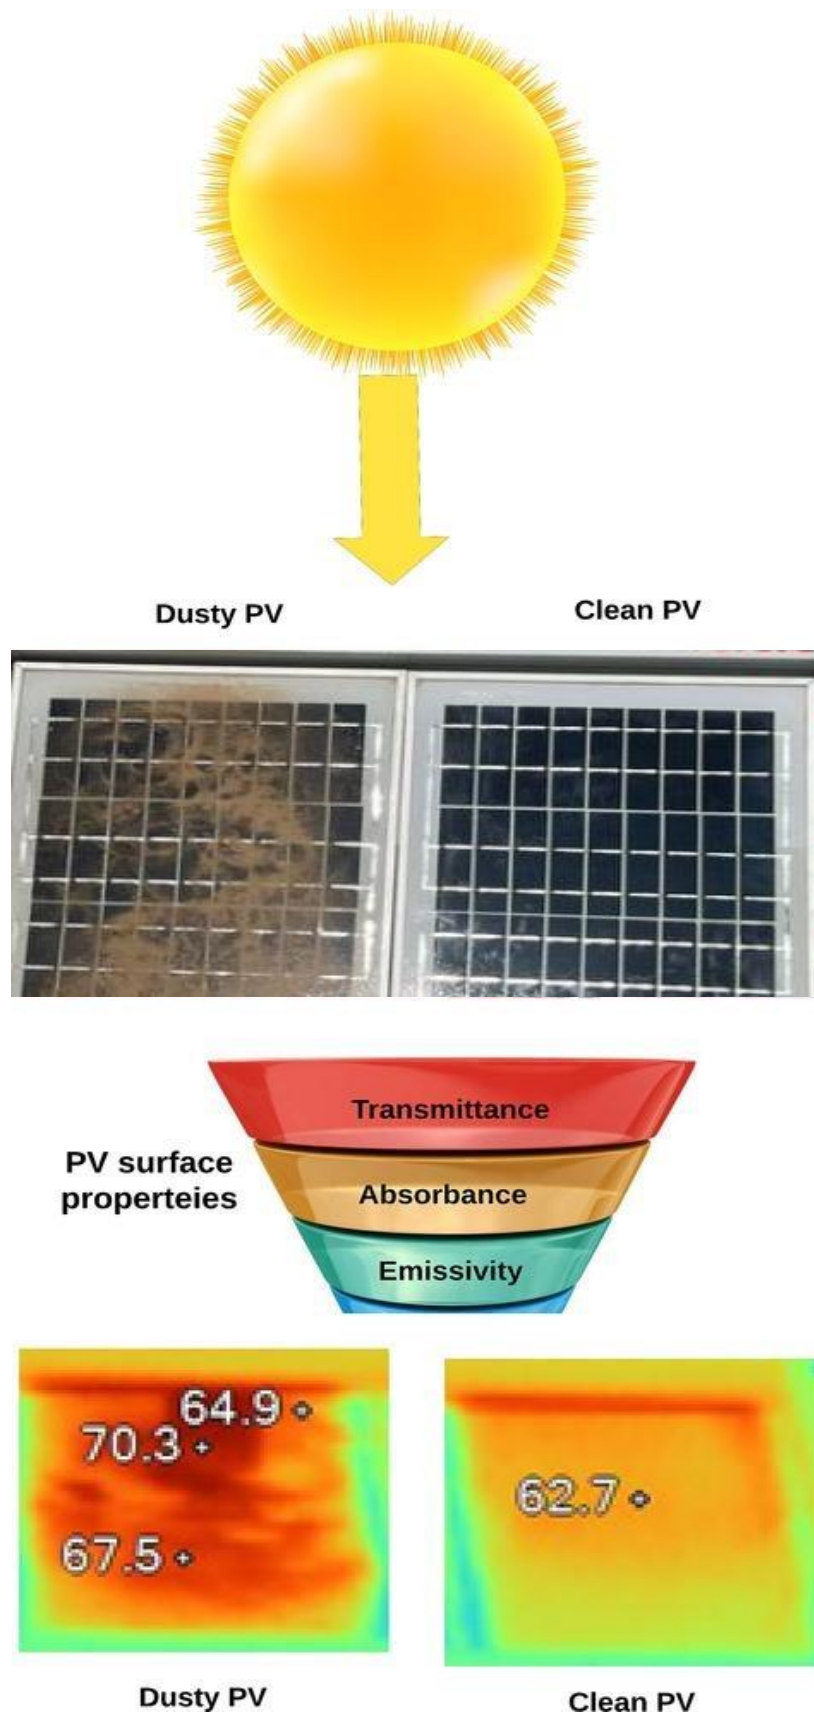 Dusty PV
Clean PV
Transmittance
PV surface
properteies
Absorbance
Emissivity
64.9
70.3
67.5
62.7
Dusty PV
Clean PV